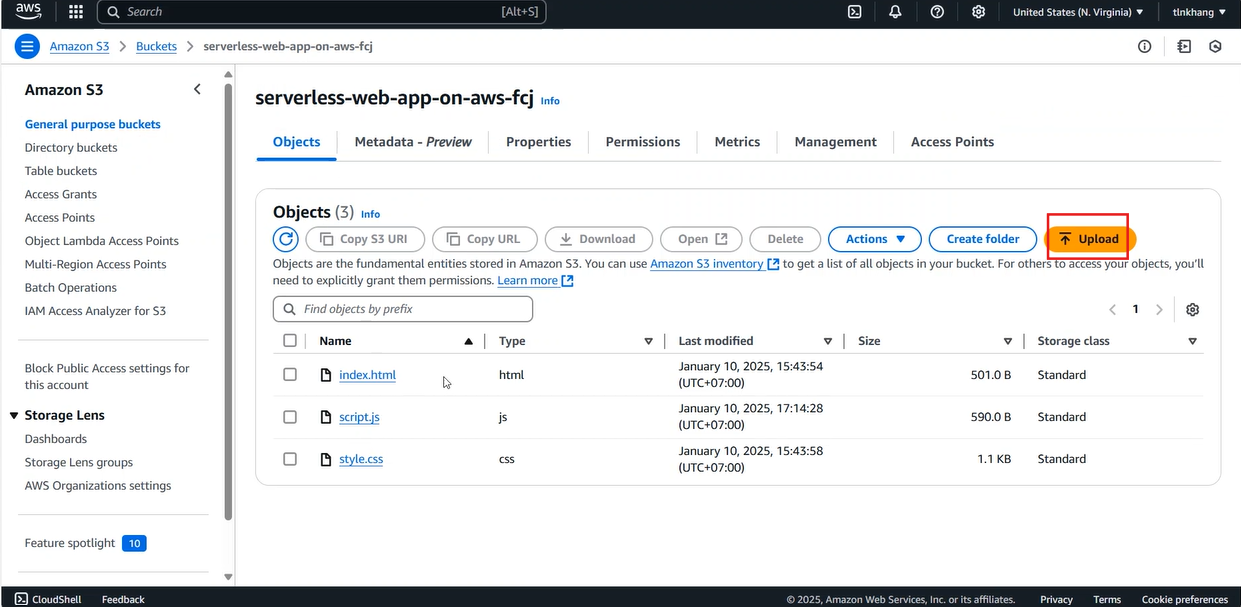 aws Search [Alt+S] United States (N. Virginia) ▼ tlnkhang ▼
Amazon S3 > Buckets > serverless-web-app-on-aws-fcj
Amazon S3
General purpose buckets
Directory buckets
Table buckets
Access Grants
Access Points
Object Lambda Access Points
Multi-Region Access Points
Batch Operations
IAM Access Analyzer for S3
Block Public Access settings for
this account
Storage Lens
Dashboards
Storage Lens groups
AWS Organizations settings
Feature spotlight 10
serverless-web-app-on-aws-fcj Info
Objects Metadata - Preview Properties Permissions Metrics Management Access Points
Objects (3) Info
Copy S3 URI Copy URL Download Open Delete Actions ▼ Create folder Upload
Objects are the fundamental entities stored in Amazon S3. You can use Amazon S3 inventory to get a list of all objects in your bucket. For others to access your objects, you'll
need to explicitly grant them permissions. Learn more
Find objects by prefix 1
Name Type Last modified Size Storage class
index.html html January 10, 2025, 15:43:54 (UTC+07:00) 501.0 B Standard
script.js js January 10, 2025, 17:14:28 (UTC+07:00) 590.0 B Standard
style.css css January 10, 2025, 15:43:58 (UTC+07:00) 1.1 KB Standard
CloudShell Feedback © 2025, Amazon Web Services, Inc. or its affiliates. Privacy Terms Cookie preferences